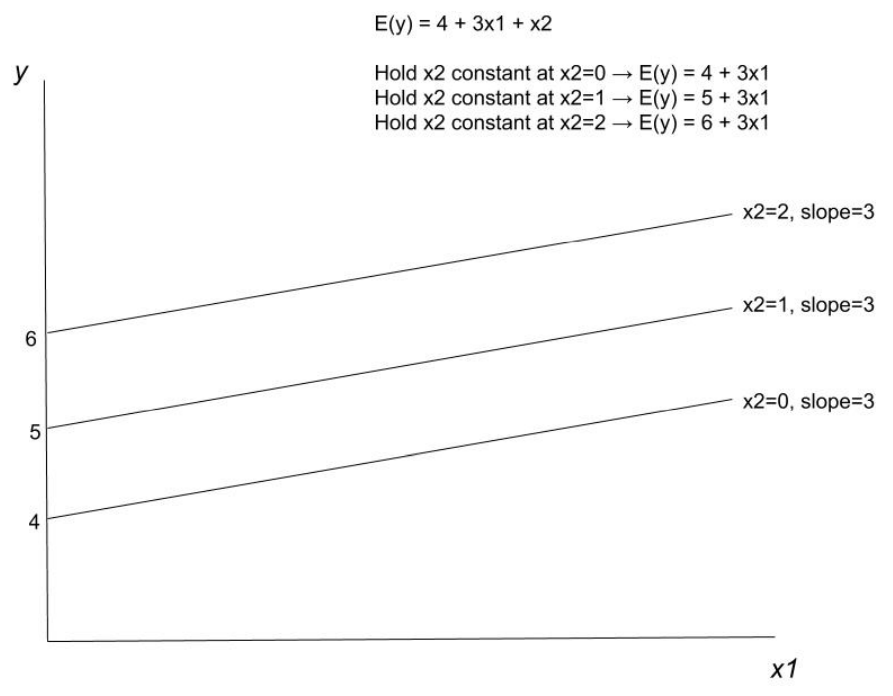 E(y) = 4 + 3x1 + x2
y
Hold x2 constant at x2=0 → E(y) = 4 + 3x1
Hold x2 constant at x2=1 → E(y) = 5 + 3x1
Hold x2 constant at x2=2 → E(y) = 6 + 3x1
x2=2, slope=3
x2=1, slope=3
6
x2=0, slope=3
5
4
x1